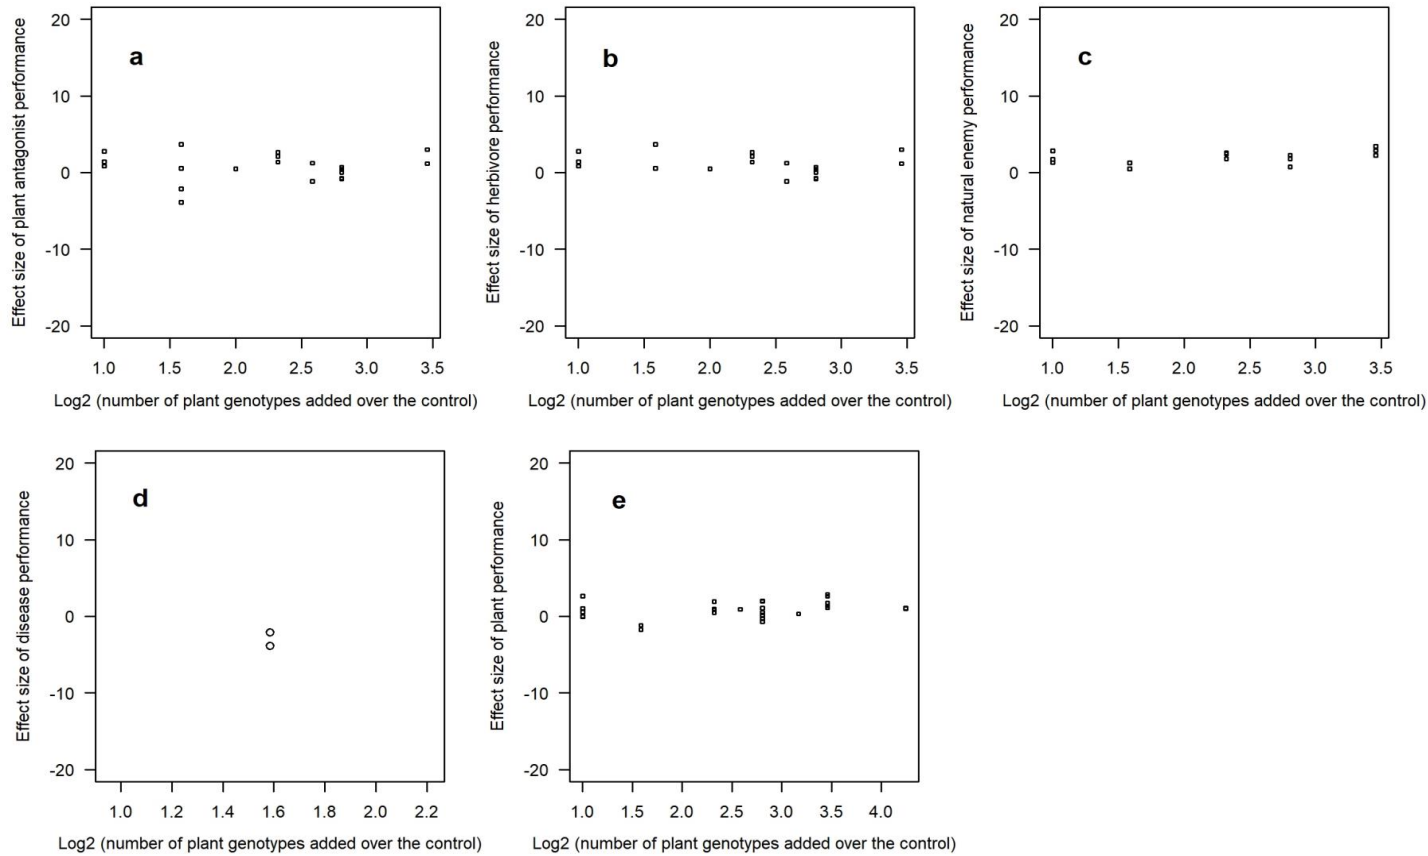 a
Effect size of plant antagonist performance
20
10
0
-10
-20
1.0 1.5 2.0 2.5 3.0 3.5
Log2 (number of plant genotypes added over the control)
b
Effect size of herbivore performance
20
10
0
-10
-20
1.0 1.5 2.0 2.5 3.0 3.5
Log2 (number of plant genotypes added over the control)
c
Effect size of natural enemy performance
20
10
0
-10
-20
1.0 1.5 2.0 2.5 3.0 3.5
Log2 (number of plant genotypes added over the control)
d
Effect size of disease performance
20
10
0
-10
-20
1.0 1.2 1.4 1.6 1.8 2.0 2.2
Log2 (number of plant genotypes added over the control)
e
Effect size of plant performance
20
10
0
-10
-20
1.0 1.5 2.0 2.5 3.0 3.5 4.0
Log2 (number of plant genotypes added over the control)